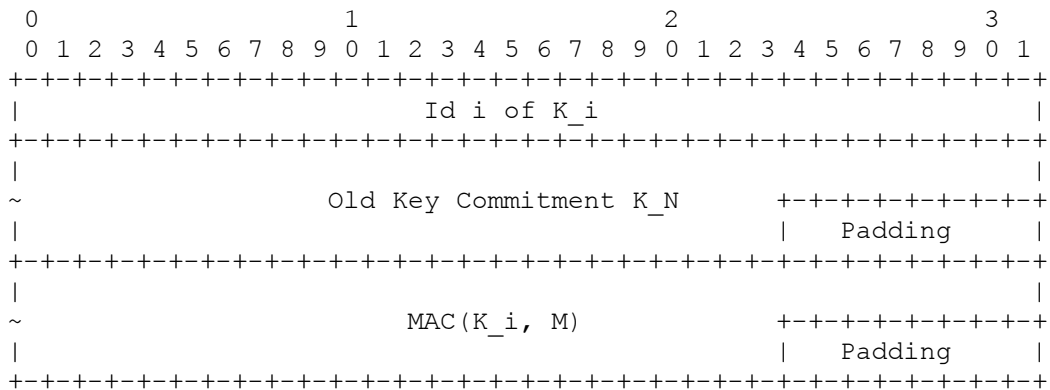 0                   1                   2                   3
 0 1 2 3 4 5 6 7 8 9 0 1 2 3 4 5 6 7 8 9 0 1 2 3 4 5 6 7 8 9 0 1
+-+-+-+-+-+-+-+-+-+-+-+-+-+-+-+-+-+-+-+-+-+-+-+-+-+-+-+-+-+-+-+-+
|                         Id i of K_i                           |
+-+-+-+-+-+-+-+-+-+-+-+-+-+-+-+-+-+-+-+-+-+-+-+-+-+-+-+-+-+-+-+-+
|                                                               |
~                   Old Key Commitment K_N      +-+-+-+-+-+-+-+-+
|                                               |   Padding     |
+-+-+-+-+-+-+-+-+-+-+-+-+-+-+-+-+-+-+-+-+-+-+-+-+-+-+-+-+-+-+-+-+
|                                                               |
~                        MAC(K_i, M)            +-+-+-+-+-+-+-+-+
|                                               |   Padding     |
+-+-+-+-+-+-+-+-+-+-+-+-+-+-+-+-+-+-+-+-+-+-+-+-+-+-+-+-+-+-+-+-+